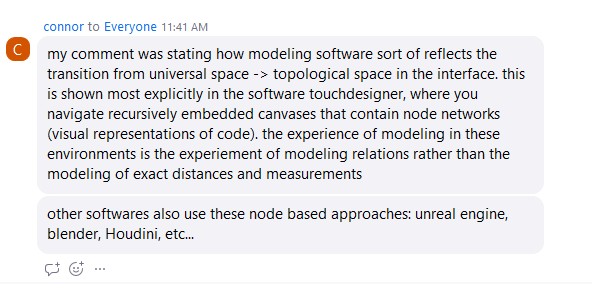 connor to Everyone 11:41 AM
C
my comment was stating how modeling software sort of reflects the
transition from universal space -> topological space in the interface. this
is shown most explicitly in the software touchdesigner, where you
navigate recursively embedded canvases that contain node networks
(visual representations of code). the experience of modeling in these
environments is the experiement of modeling relations rather than the
modeling of exact distances and measurements
other softwares also use these node based approaches: unreal engine,
blender, Houdini, etc...